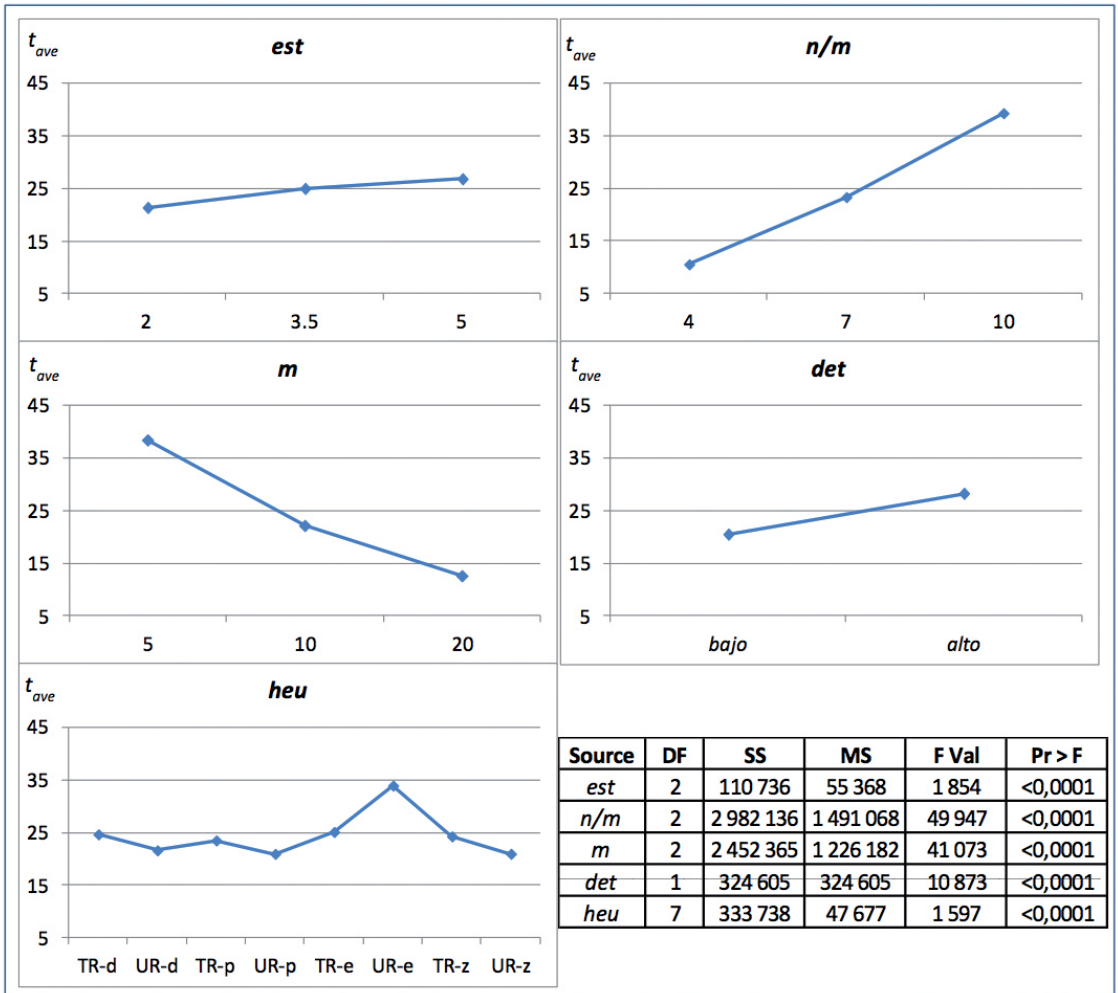 t_ave est
45
35
25
15
5
2 3.5 5
t_ave n/m
45
35
25
15
5
4 7 10
t_ave m
45
35
25
15
5
5 10 20
t_ave det
45
35
25
15
5
bajo alto
t_ave heu
45
35
25
15
5
TR-d UR-d TR-p UR-p TR-e UR-e TR-z UR-z
Source DF SS MS F Val Pr > F
est 2 110 736 55 368 1 854 <0,0001
n/m 2 2 982 136 1 491 068 49 947 <0,0001
m 2 2 452 365 1 226 182 41 073 <0,0001
det 1 324 605 324 605 10 873 <0,0001
heu 7 333 738 47 677 1 597 <0,0001